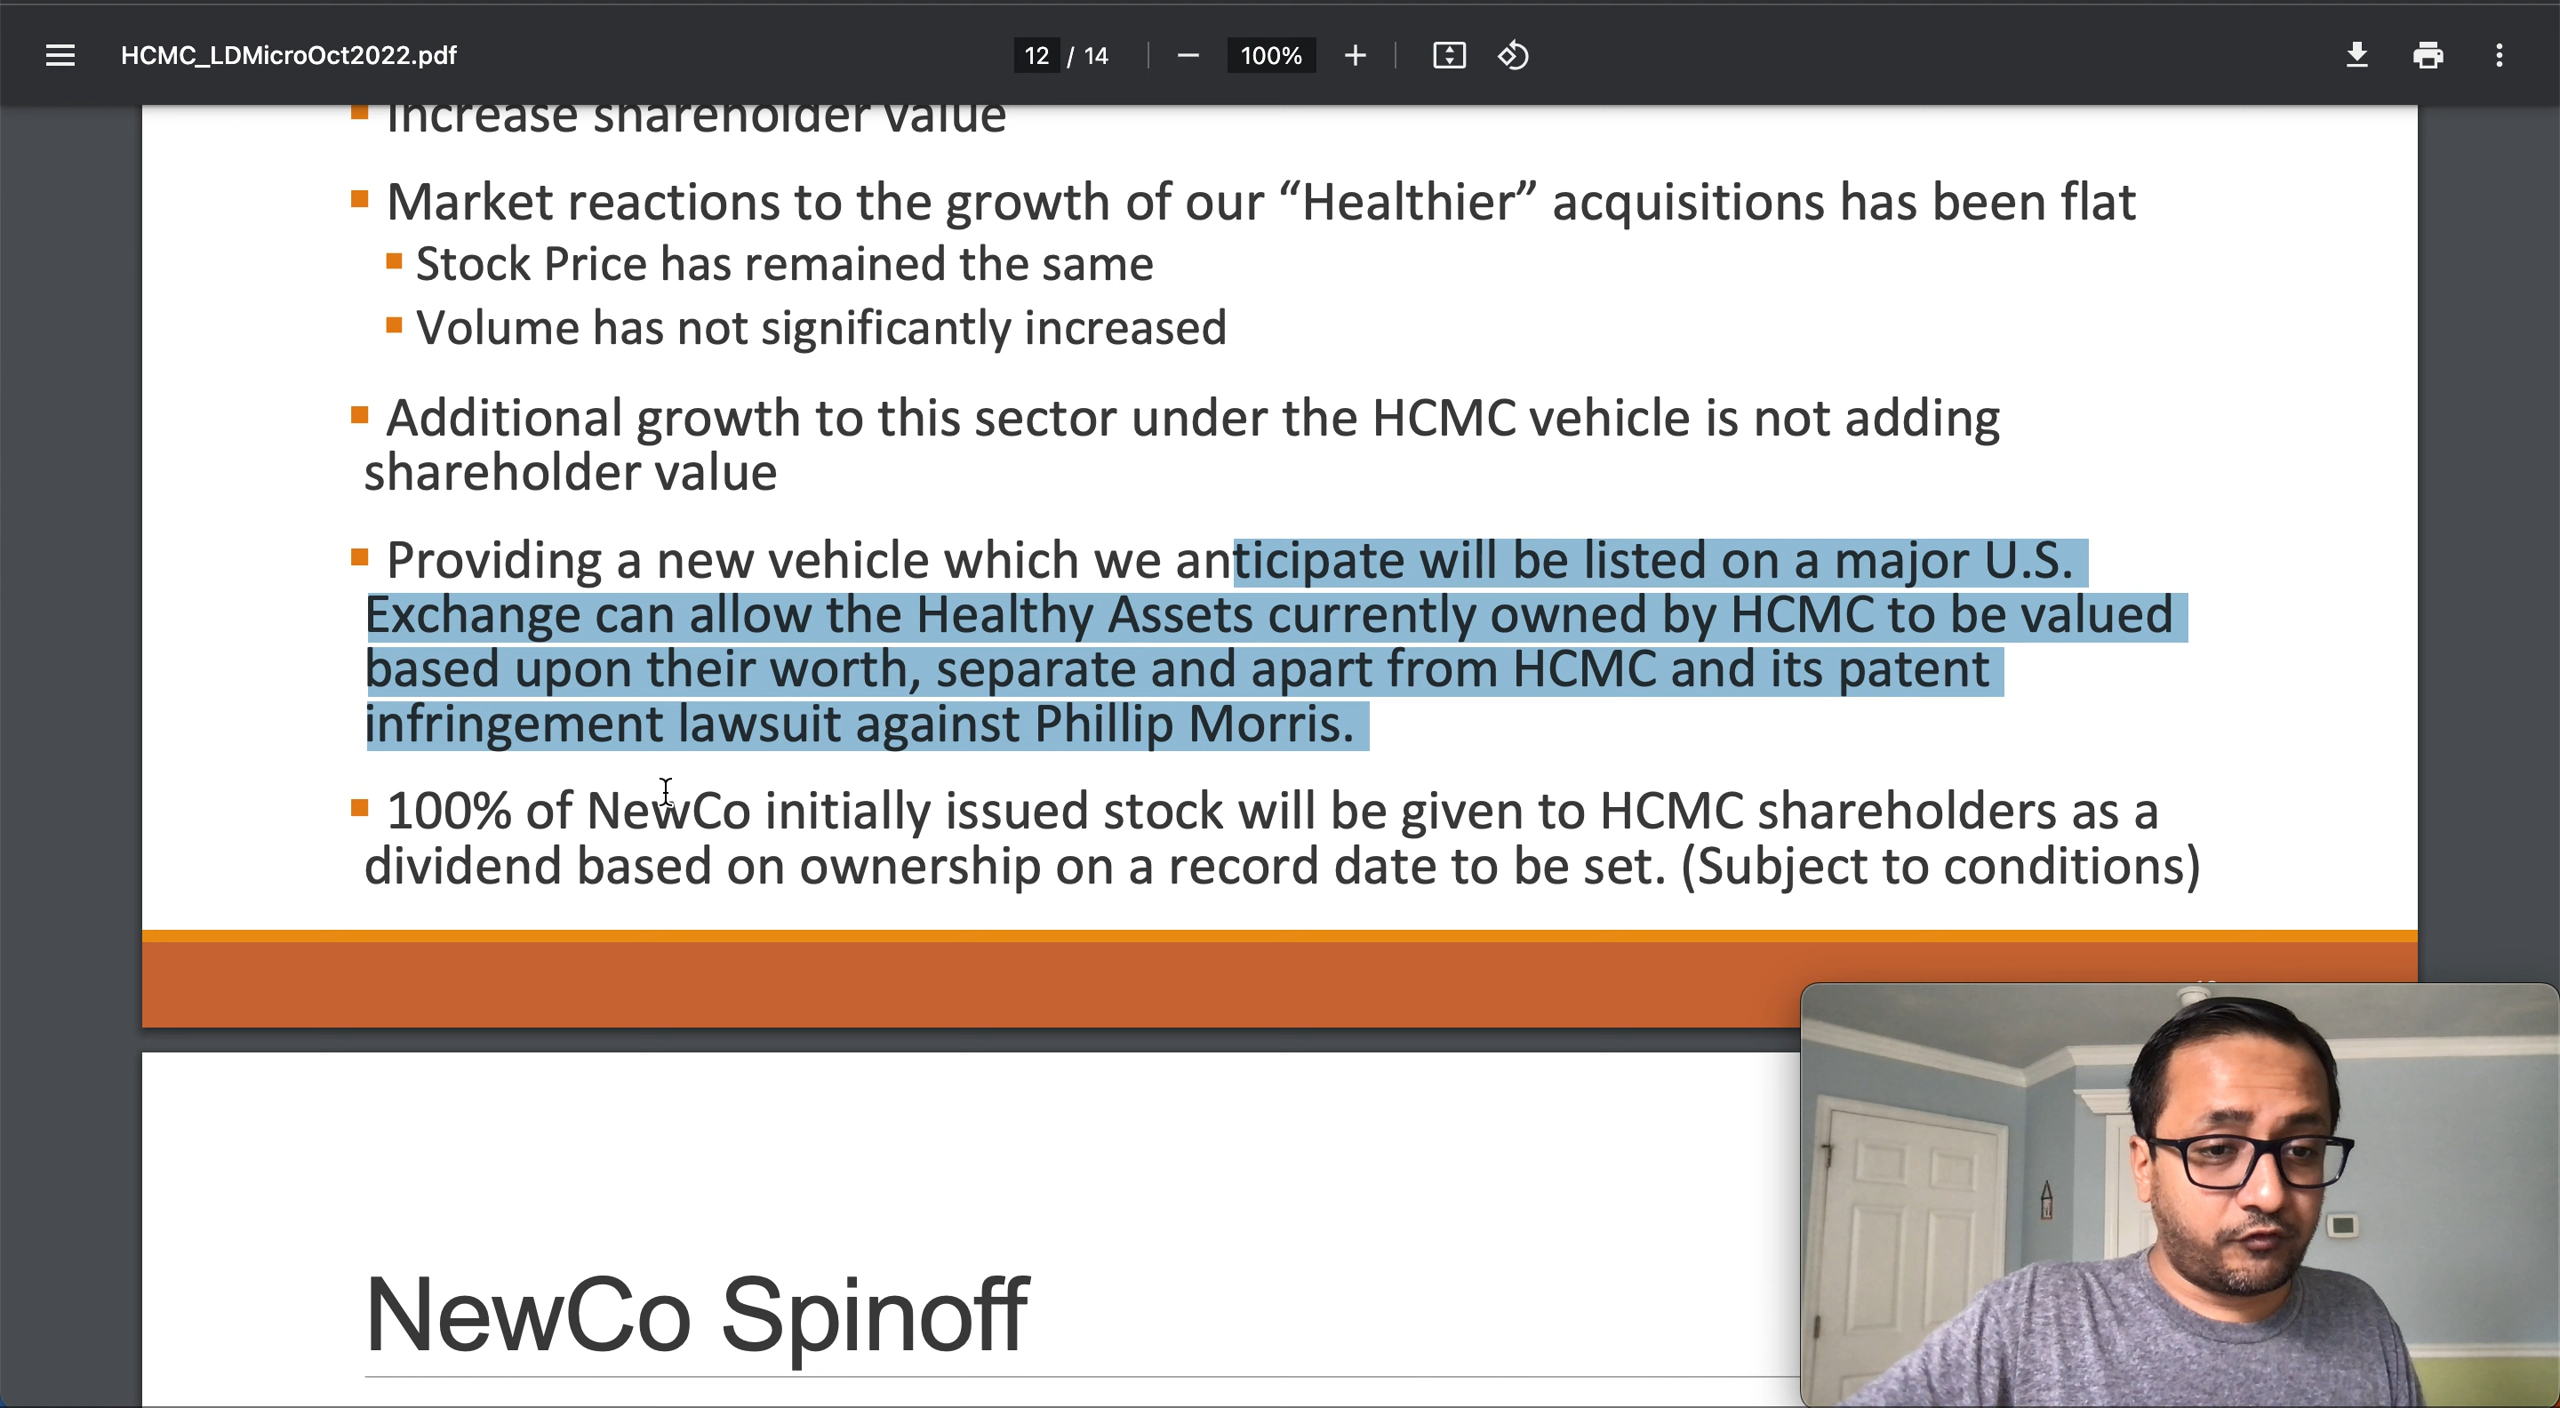 HCMC_LDMicroOct2022.pdf
12 / 14
100%
Increase shareholder value
Market reactions to the growth of our “Healthier” acquisitions has been flat
Stock Price has remained the same
Volume has not significantly increased
Additional growth to this sector under the HCMC vehicle is not adding
shareholder value
Providing a new vehicle which we anticipate will be listed on a major U.S.
Exchange can allow the Healthy Assets currently owned by HCMC to be valued
based upon their worth, separate and apart from HCMC and its patent
infringement lawsuit against Phillip Morris.
100% of NewCo initially issued stock will be given to HCMC shareholders as a
dividend based on ownership on a record date to be set. (Subject to conditions)
NewCo Spinoff